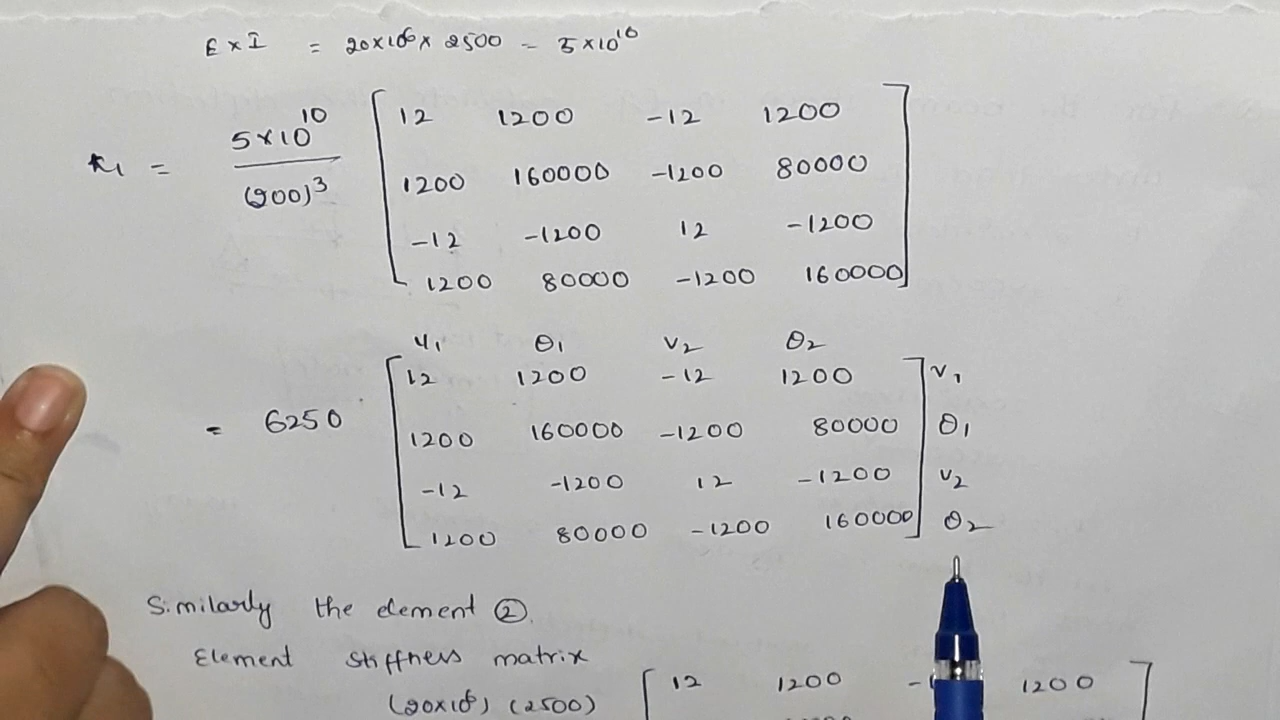 E × I = 20×10⁶ × 2500 = 5×10¹⁰
K₁ = 5×10¹⁰ / (200)³ [ 12 1200 -12 1200
1200 160000 -1200 80000
-12 -1200 12 -1200
1200 80000 -1200 160000 ]
v₁ θ₁ v₂ θ₂
= 6250 [ 12 1200 -12 1200 ] v₁
1200 160000 -1200 80000 θ₁
-12 -1200 12 -1200 v₂
1200 80000 -1200 160000 θ₂
Similarly the element ②.
Element stiffness matrix
(20×10⁶) (2500) [ 12 1200 1200 ]